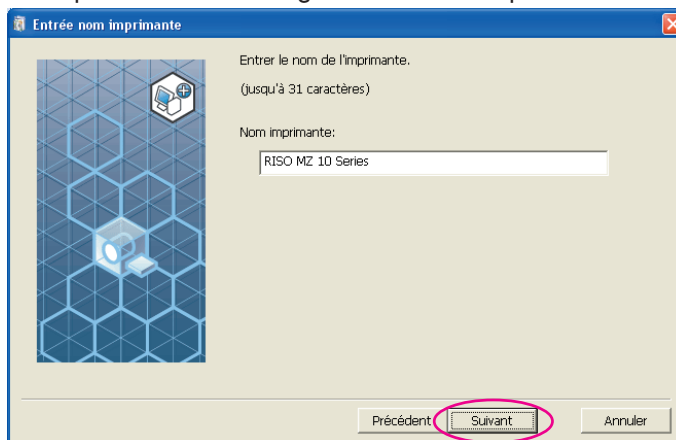 Entrée nom imprimante
Entrer le nom de l'imprimante.
(jusqu'à 31 caractères)
Nom imprimante:
RISO MZ 10 Series
Précédent Suivant Annuler